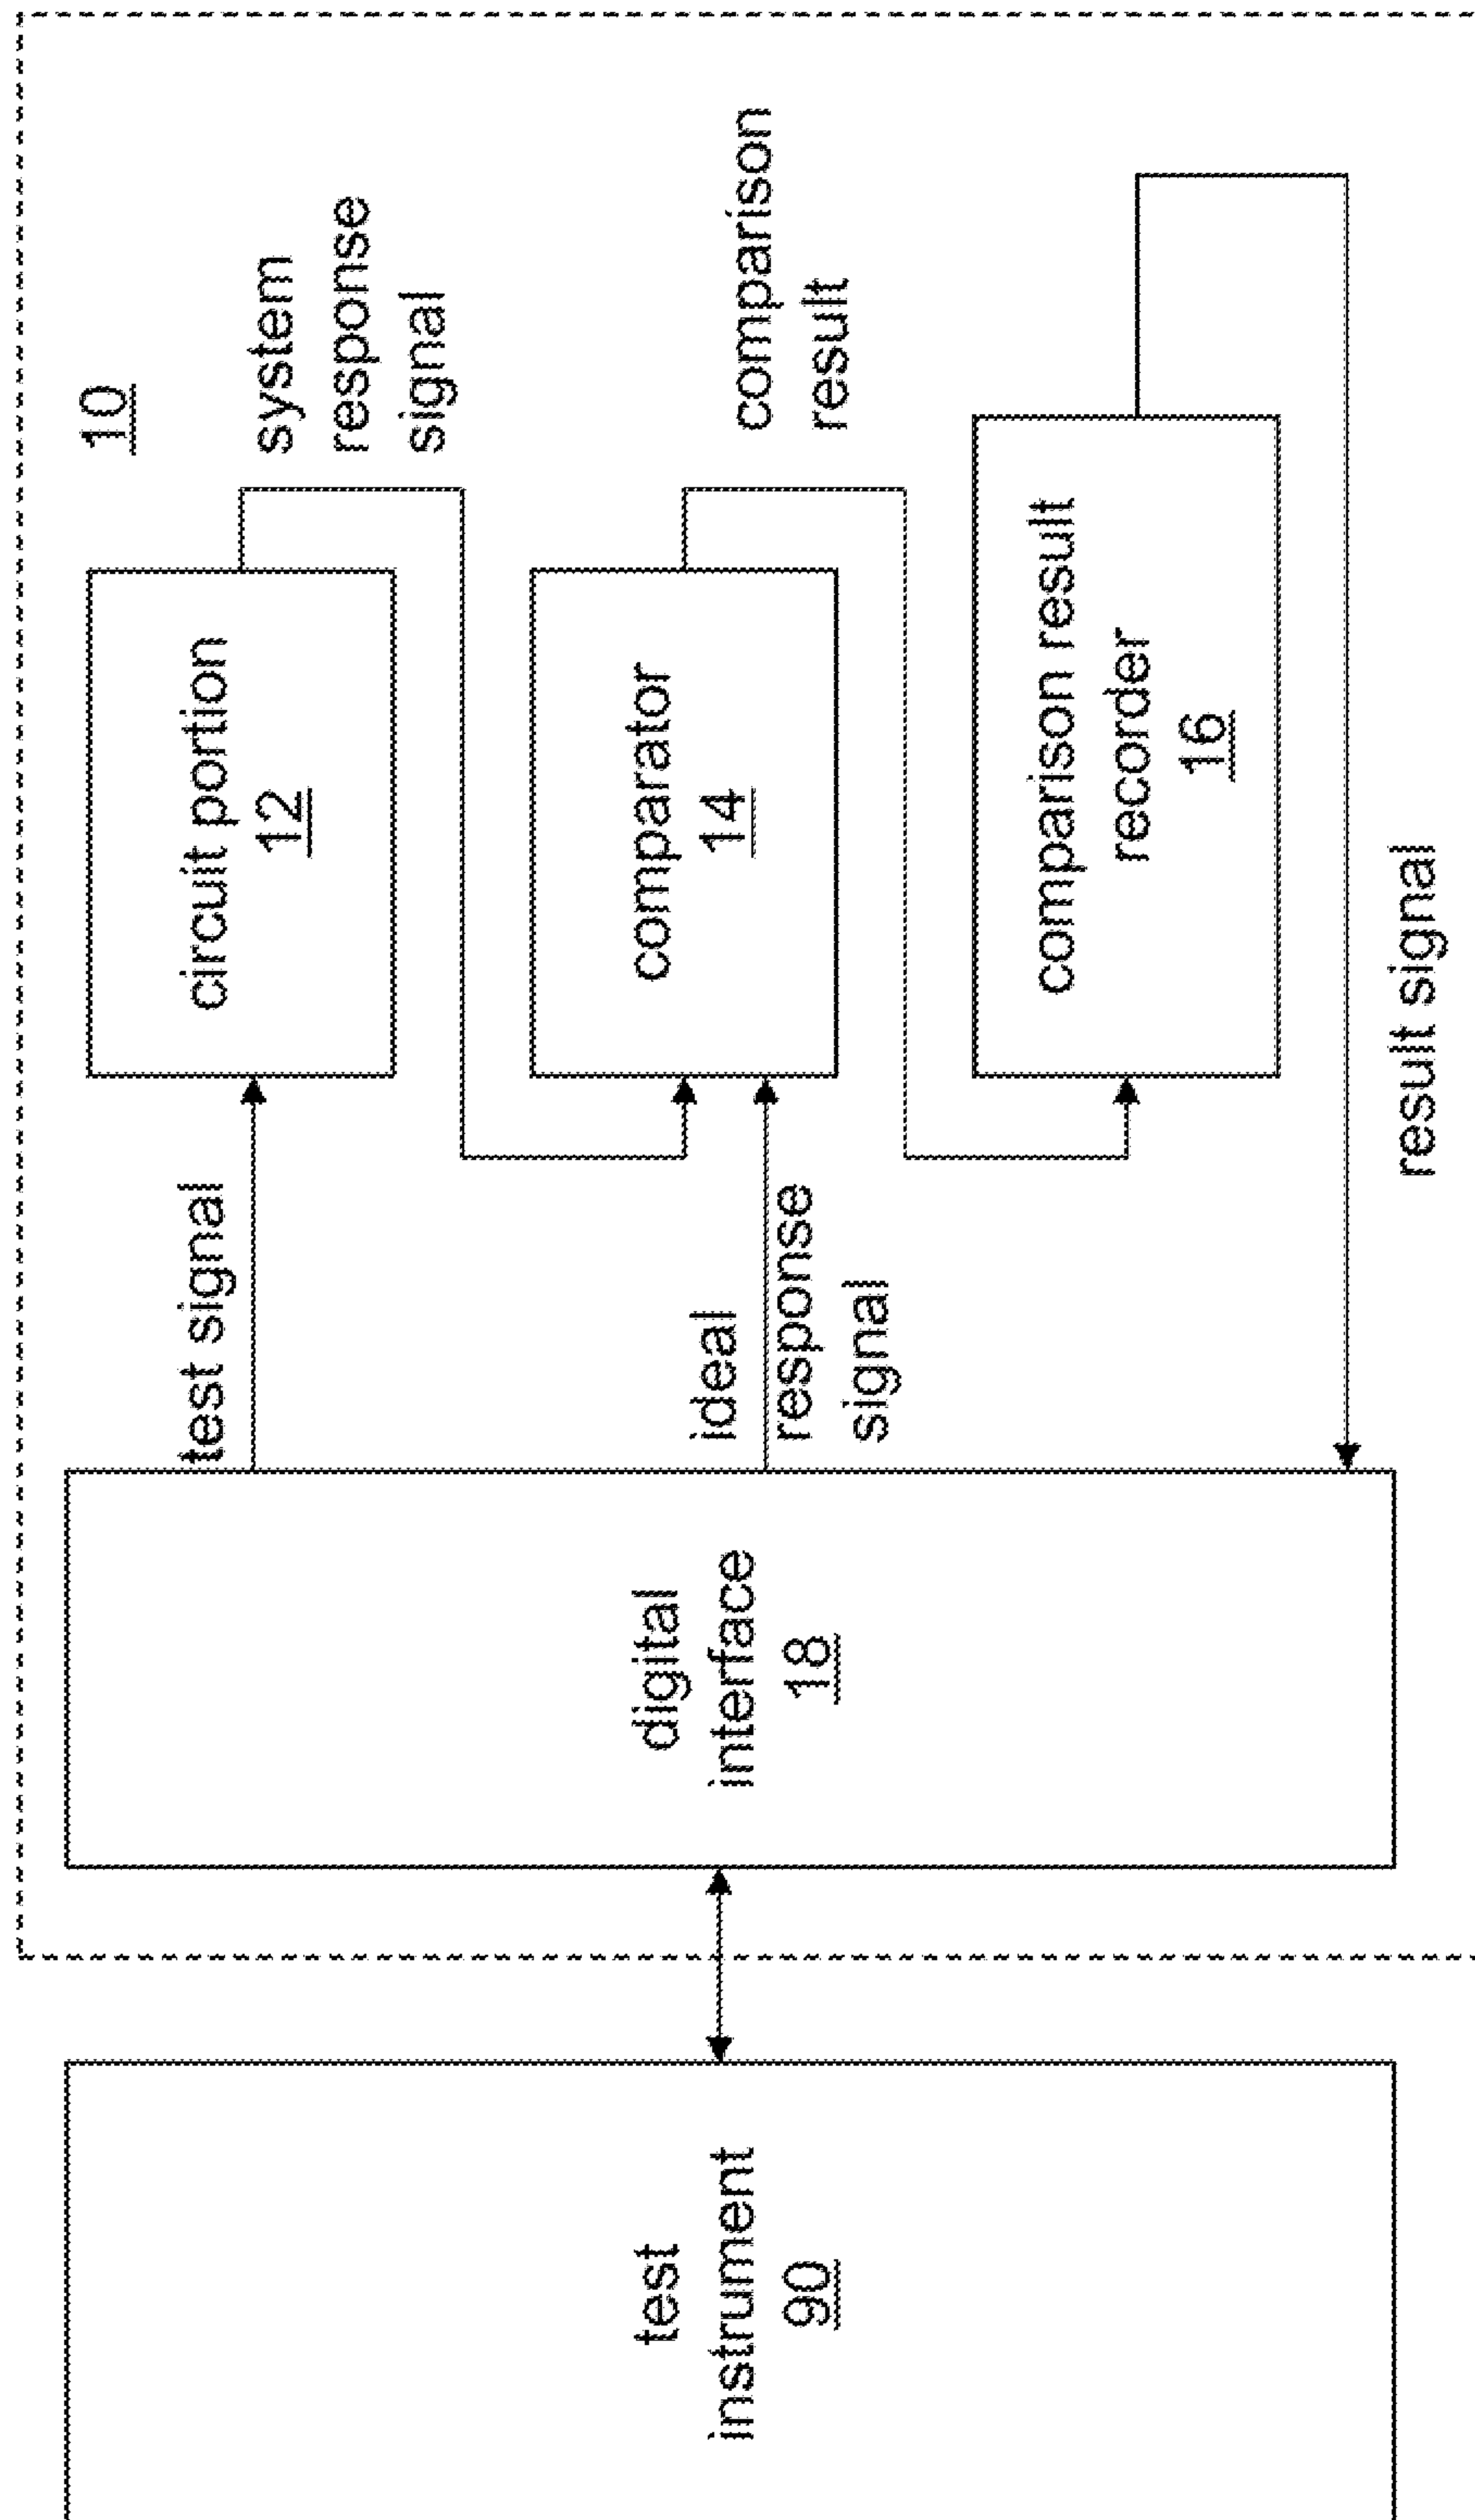 10
test
instrument
90
digital
interface
18
test signal
circuit portion
12
system
response
signal
ideal
response
signal
comparator
14
comparison
result
comparison result
recorder
16
result signal